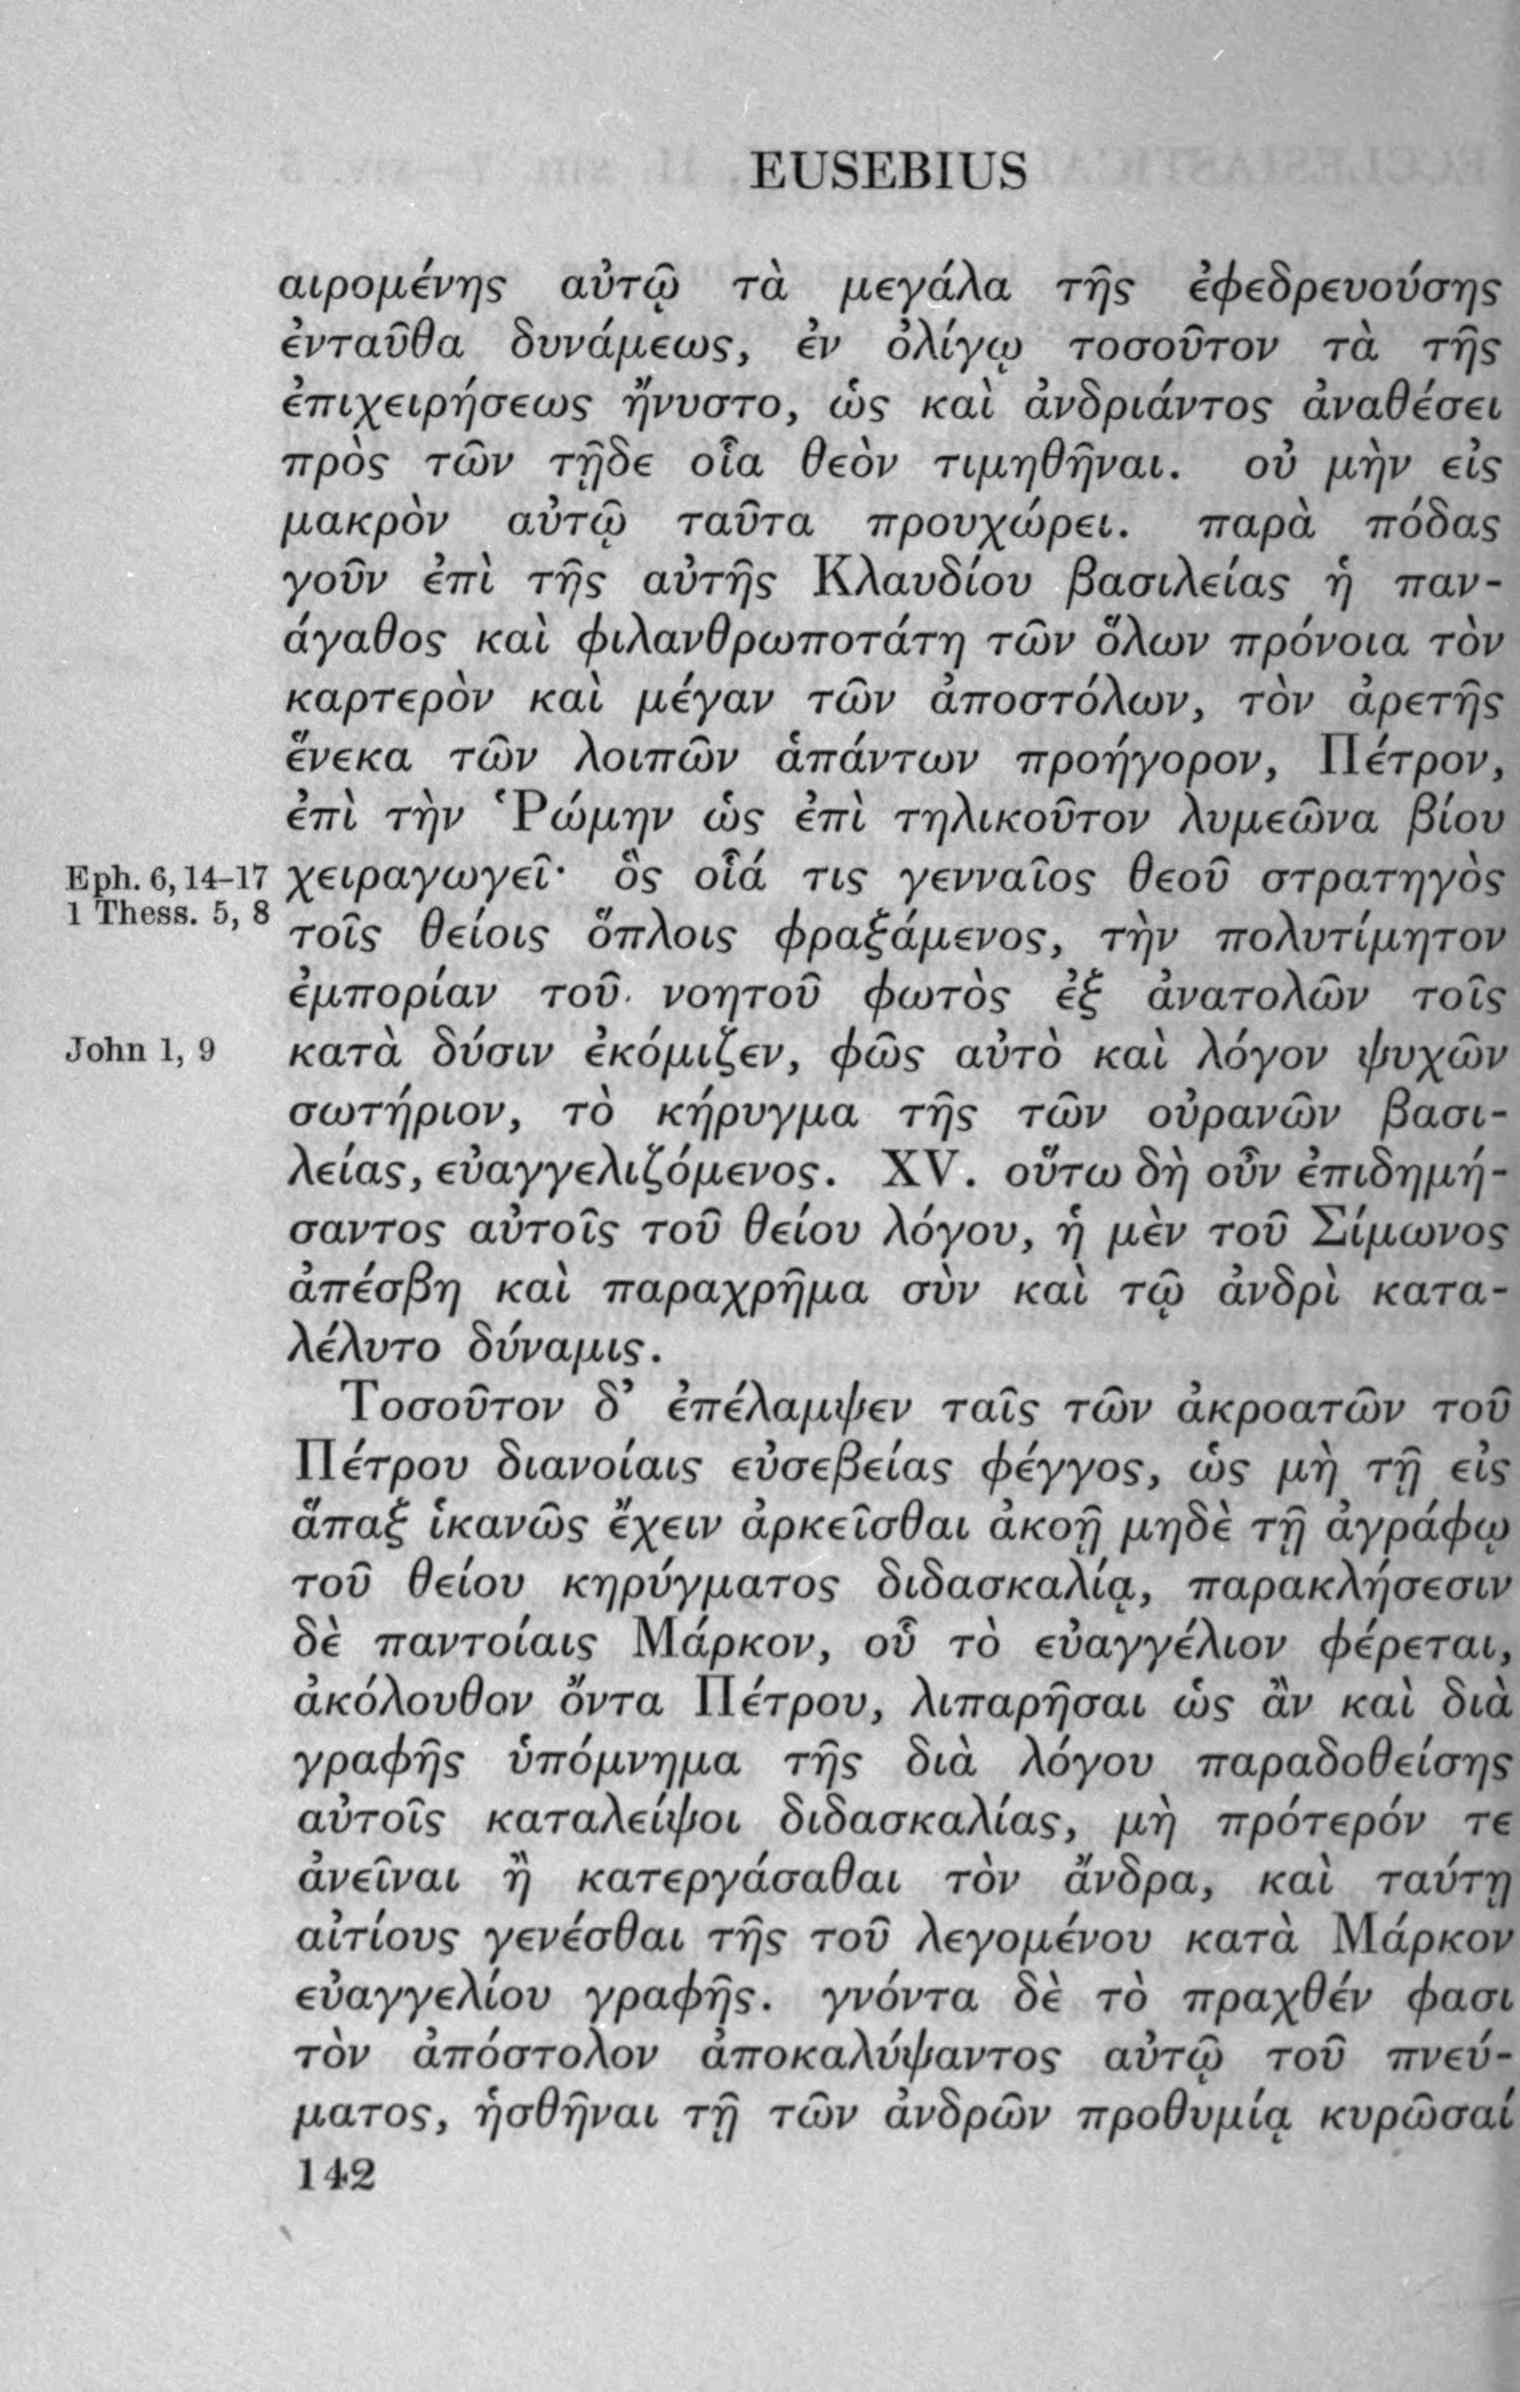 EUSEBIUS
αιρομένης αὐτῷ τὰ μεγάλα τῆς ἐφεδρευούσης
ἐνταῦθα δυνάμεως, ἐν ὀλίγῳ τοσοῦτον τὰ τῆς
ἐπιχειρήσεως ἤνυστο, ὡς καὶ ἀνδριάντος ἀναθέσει
πρὸς τῶν τῇδε οἷα θεὸν τιμηθῆναι. οὐ μὴν εἰς
μακρὸν αὐτῷ ταῦτα προυχώρει. παρὰ πόδας
γοῦν ἐπὶ τῆς αὐτῆς Κλαυδίου βασιλείας ἡ παν-
άγαθος καὶ φιλανθρωποτάτη τῶν ὅλων πρόνοια τὸν
καρτερὸν καὶ μέγαν τῶν ἀποστόλων, τὸν ἀρετῆς
ἕνεκα τῶν λοιπῶν ἁπάντων προήγορον, Πέτρον,
ἐπὶ τὴν Ῥώμην ὡς ἐπὶ τηλικοῦτον λυμεῶνα βίου
Eph. 6, 14–17 χειραγωγεῖ· ὃς οἷά τις γενναῖος θεοῦ στρατηγὸς
1 Thess. 5, 8 τοῖς θείοις ὅπλοις φραξάμενος, τὴν πολυτίμητον
ἐμπορίαν τοῦ νοητοῦ φωτὸς ἐξ ἀνατολῶν τοῖς
John 1, 9 κατὰ δύσιν ἐκόμιζεν, φῶς αὐτὸ καὶ λόγον ψυχῶν
σωτήριον, τὸ κήρυγμα τῆς τῶν οὐρανῶν βασι-
λείας, εὐαγγελιζόμενος. XV. οὕτω δὴ οὖν ἐπιδημή-
σαντος αὐτοῖς τοῦ θείου λόγου, ἡ μὲν τοῦ Σίμωνος
ἀπέσβη καὶ παραχρῆμα σὺν καὶ τῷ ἀνδρὶ κατα-
λέλυτο δύναμις.
Τοσοῦτον δ’ ἐπέλαμψεν ταῖς τῶν ἀκροατῶν τοῦ
Πέτρου διανοίαις εὐσεβείας φέγγος, ὡς μὴ τῇ εἰς
ἅπαξ ἱκανῶς ἔχειν ἀρκεῖσθαι ἀκοῇ μηδὲ τῇ ἀγράφῳ
τοῦ θείου κηρύγματος διδασκαλίᾳ, παρακλήσεσιν
δὲ παντοίαις Μάρκον, οὗ τὸ εὐαγγέλιον φέρεται,
ἀκόλουθον ὄντα Πέτρου, λιπαρῆσαι ὡς ἂν καὶ διὰ
γραφῆς ὑπόμνημα τῆς διὰ λόγου παραδοθείσης
αὐτοῖς καταλείψοι διδασκαλίας, μὴ πρότερόν τε
ἀνεῖναι ἢ κατεργάσαθαι τὸν ἄνδρα, καὶ ταύτῃ
αἰτίους γενέσθαι τῆς τοῦ λεγομένου κατὰ Μάρκον
εὐαγγελίου γραφῆς. γνόντα δὲ τὸ πραχθέν φασι
τὸν ἀπόστολον ἀποκαλύψαντος αὐτῷ τοῦ πνεύ-
ματος, ἡσθῆναι τῇ τῶν ἀνδρῶν προθυμίᾳ κυρῶσαί
142